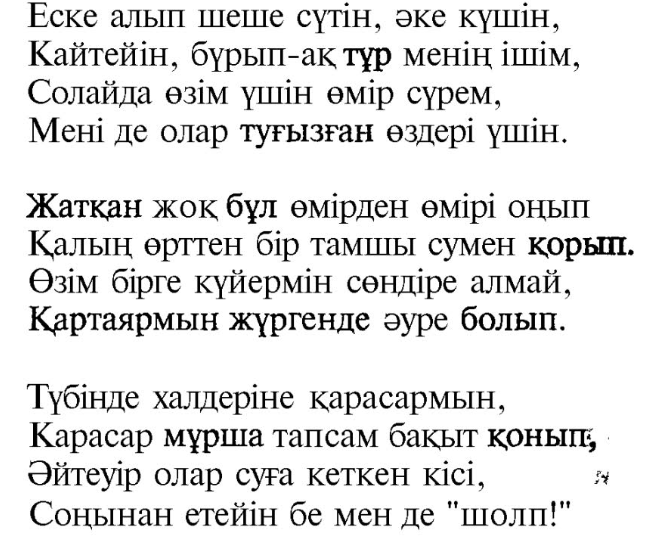 Еске алып шеше сүтін, әке күшін,
Кайтейін, бүрып-ақ тұр менің ішім,
Солайда өзім үшін өмір сүрем,
Мені де олар туғызған өздері үшін.
Жатқан жоқ бұл өмірден өмірі оңып
Қалың өрттен бір тамшы сумен қорып.
Өзім бірге күйермін сөндіре алмай,
Қартаярмын жүргенде әуре болып.
Түбінде халдеріне қарасармын,
Карасар мұрша тапсам бақыт қонып,
Әйтеуір олар суға кеткен кісі,
Соңынан етейін бе мен де "шолп!"